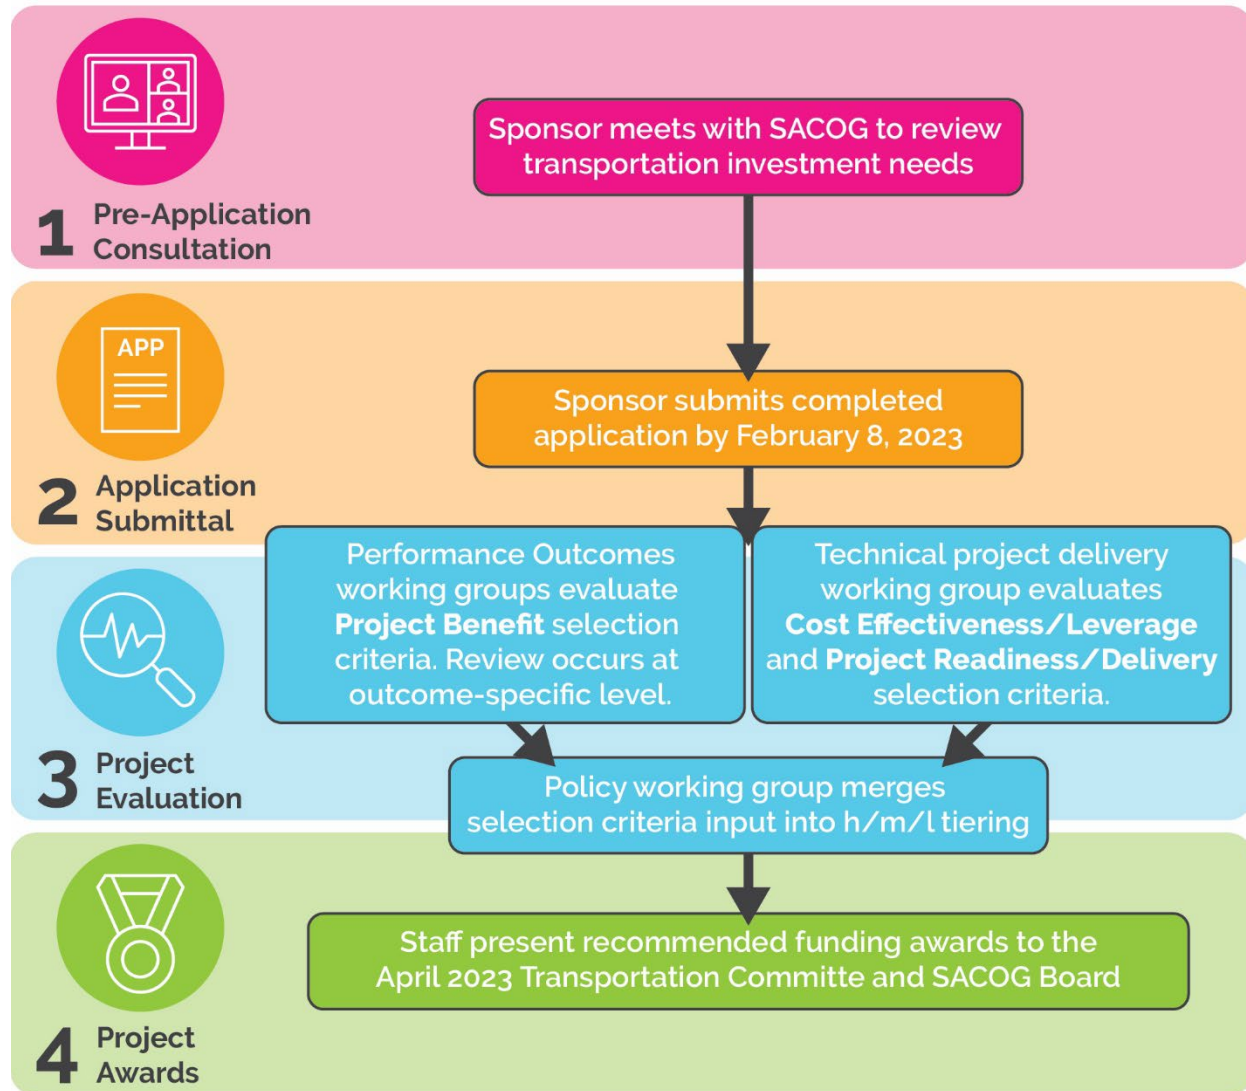 Sponsor meets with SACOG to review
transportation investment needs
1 Pre-Application
Consultation
APP
Sponsor submits completed
application by February 8, 2023
2 Application
Submittal
Performance Outcomes
working groups evaluate
Project Benefit selection
criteria. Review occurs at
outcome-specific level.
Technical project delivery
working group evaluates
Cost Effectiveness/Leverage
and Project Readiness/Delivery
selection criteria.
3 Project
Evaluation
Policy working group merges
selection criteria input into h/m/l tiering
Staff present recommended funding awards to the
April 2023 Transportation Committe and SACOG Board
4 Project
Awards